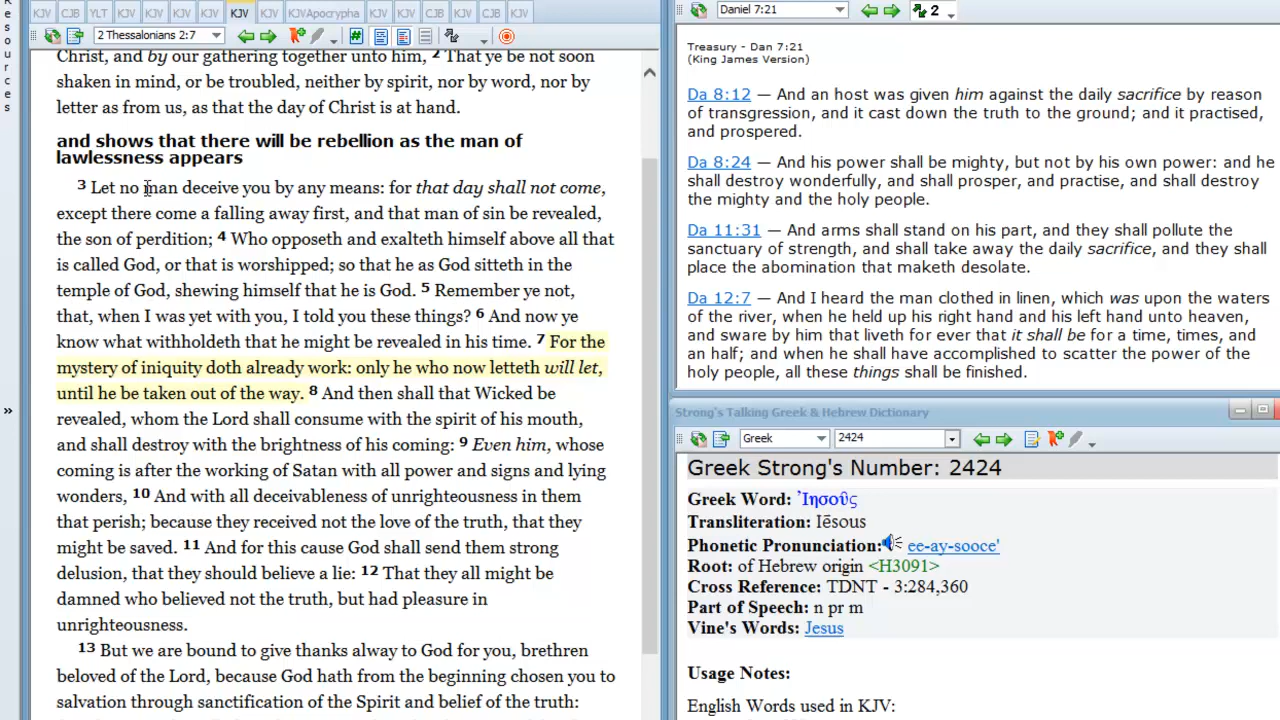 Resources
»
KJV CJB YLT KJV KJV KJV KJV KJV KJV KJVApocrypha KJV KJV CJB KJV CJB KJV
2 Thessalonians 2:7
Christ, and by our gathering together unto him, 2 That ye be not soon
shaken in mind, or be troubled, neither by spirit, nor by word, nor by
letter as from us, as that the day of Christ is at hand.
and shows that there will be rebellion as the man of
lawlessness appears
3 Let no man deceive you by any means: for that day shall not come,
except there come a falling away first, and that man of sin be revealed,
the son of perdition; 4 Who opposeth and exalteth himself above all that
is called God, or that is worshipped; so that he as God sitteth in the
temple of God, shewing himself that he is God. 5 Remember ye not,
that, when I was yet with you, I told you these things? 6 And now ye
know what withholdeth that he might be revealed in his time. 7 For the
mystery of iniquity doth already work: only he who now letteth will let,
until he be taken out of the way. 8 And then shall that Wicked be
revealed, whom the Lord shall consume with the spirit of his mouth,
and shall destroy with the brightness of his coming: 9 Even him, whose
coming is after the working of Satan with all power and signs and lying
wonders, 10 And with all deceivableness of unrighteousness in them
that perish; because they received not the love of the truth, that they
might be saved. 11 And for this cause God shall send them strong
delusion, that they should believe a lie: 12 That they all might be
damned who believed not the truth, but had pleasure in
unrighteousness.
13 But we are bound to give thanks alway to God for you, brethren
beloved of the Lord, because God hath from the beginning chosen you to
salvation through sanctification of the Spirit and belief of the truth:
Daniel 7:21
2
Treasury - Dan 7:21
(King James Version)
Da 8:12 — And an host was given him against the daily sacrifice by reason
of transgression, and it cast down the truth to the ground; and it practised,
and prospered.
Da 8:24 — And his power shall be mighty, but not by his own power: and he
shall destroy wonderfully, and shall prosper, and practise, and shall destroy
the mighty and the holy people.
Da 11:31 — And arms shall stand on his part, and they shall pollute the
sanctuary of strength, and shall take away the daily sacrifice, and they shall
place the abomination that maketh desolate.
Da 12:7 — And I heard the man clothed in linen, which was upon the waters
of the river, when he held up his right hand and his left hand unto heaven,
and sware by him that liveth for ever that it shall be for a time, times, and
an half; and when he shall have accomplished to scatter the power of the
holy people, all these things shall be finished.
Strong's Talking Greek & Hebrew Dictionary
Greek 2424
Greek Strong's Number: 2424
Greek Word: Ἰησοῦς
Transliteration: Iēsous
Phonetic Pronunciation: ee-ay-sooce'
Root: of Hebrew origin <H3091>
Cross Reference: TDNT - 3:284,360
Part of Speech: n pr m
Vine's Words: Jesus
Usage Notes:
English Words used in KJV: